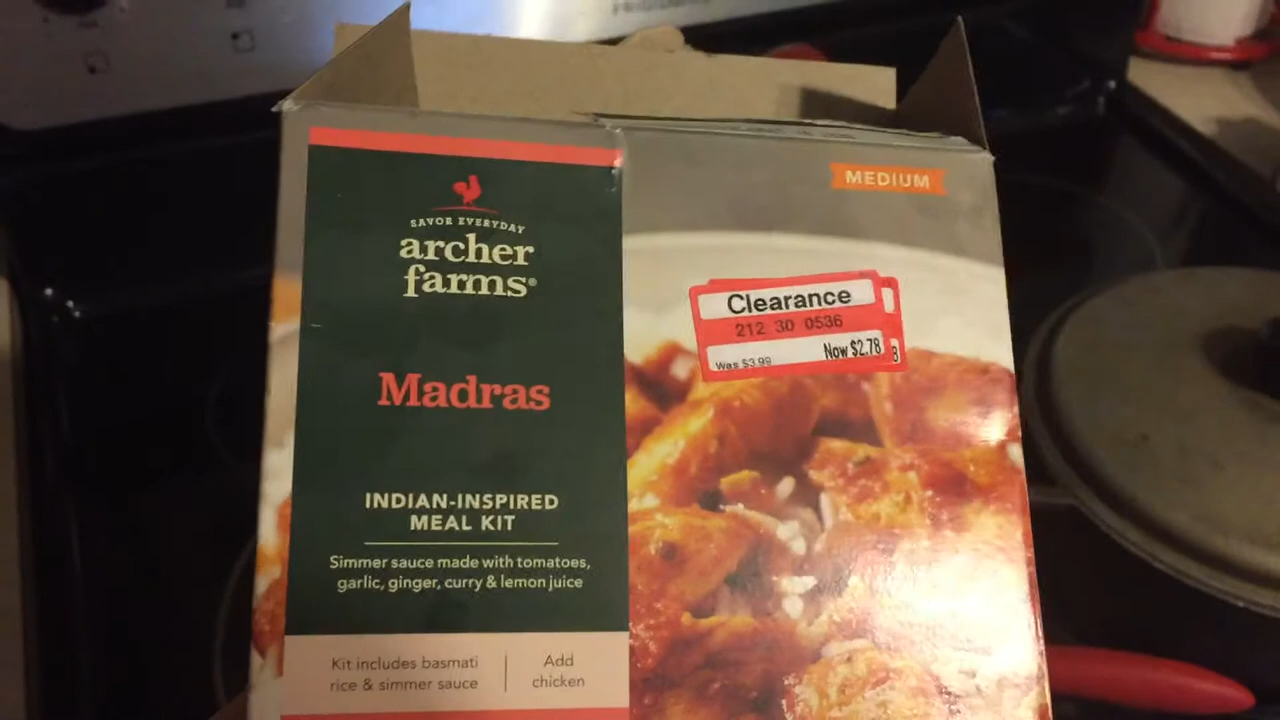 MEDIUM
SAVOR EVERYDAY
archer
farms®
Clearance
212 30 0536
Was $3.99 Now $2.78
Madras
INDIAN-INSPIRED
MEAL KIT
Simmer sauce made with tomatoes,
garlic, ginger, curry & lemon juice
Kit includes basmati
rice & simmer sauce
Add
chicken